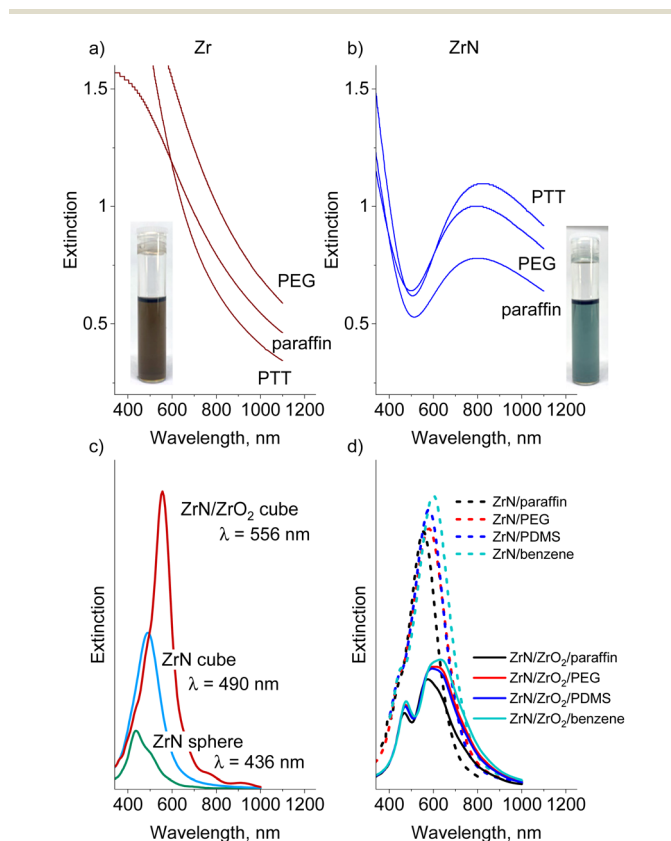 a) Zr
b) ZrN
1.5
1
0.5
Extinction
PEG
paraffin
PTT
400 600 800 1000 1200
Wavelength, nm
1.5
1
0.5
Extinction
PTT
PEG
paraffin
400 600 800 1000 1200
Wavelength, nm
c)
Extinction
ZrN/ZrO₂ cube
λ = 556 nm
ZrN cube
λ = 490 nm
ZrN sphere
λ = 436 nm
400 600 800 1000 1200
Wavelength, nm
d)
Extinction
ZrN/paraffin
ZrN/PEG
ZrN/PDMS
ZrN/benzene
ZrN/ZrO₂/paraffin
ZrN/ZrO₂/PEG
ZrN/ZrO₂/PDMS
ZrN/ZrO₂/benzene
400 600 800 1000 1200
Wavelength, nm